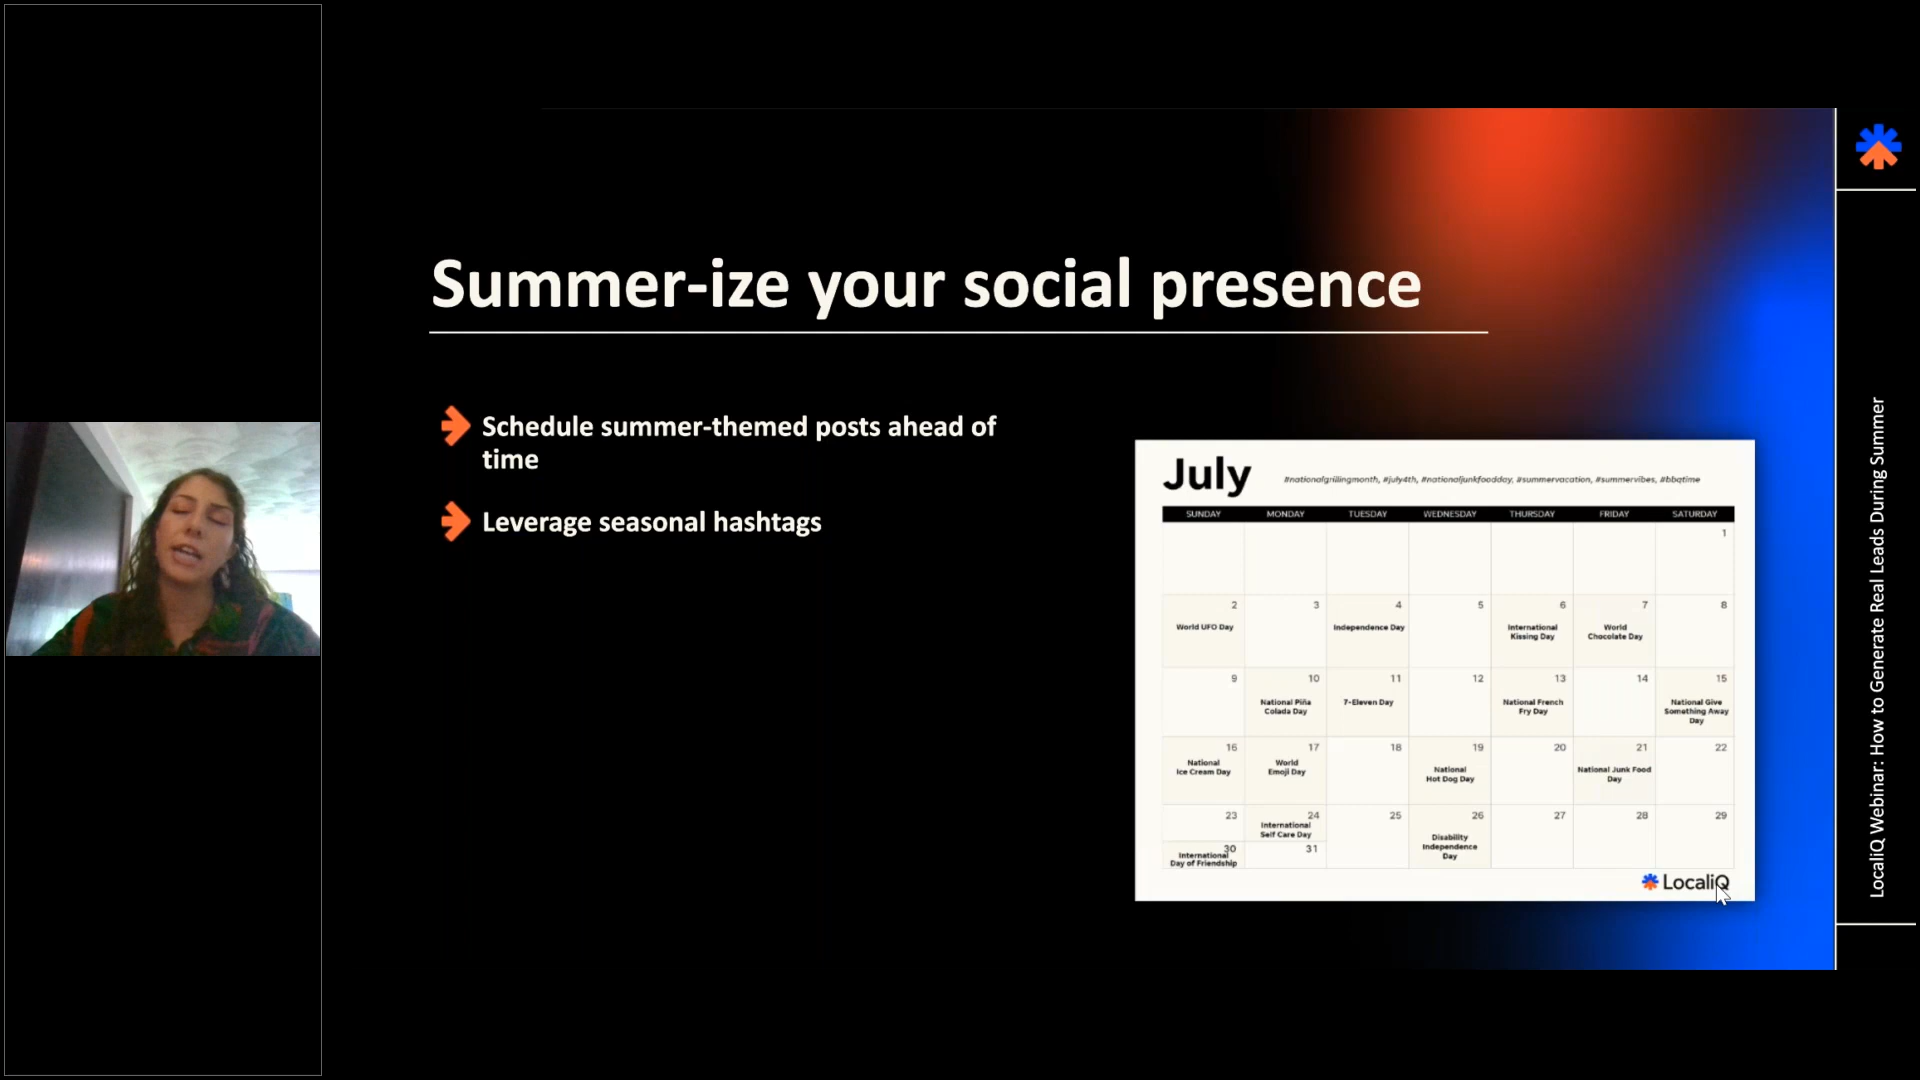 Summer-ize your social presence
Schedule summer-themed posts ahead of
time
Leverage seasonal hashtags
July
#nationalgrillingmonth, #july4th, #nationaljunkfoodday, #summervacation, #summervibes, #bbqtime
SUNDAY MONDAY TUESDAY WEDNESDAY THURSDAY FRIDAY SATURDAY
1
2 3 4 5 6 7 8
World UFO Day
Independence Day
International
Kissing Day
World
Chocolate Day
9 10 11 12 13 14 15
National Piña
Colada Day
7-Eleven Day
National French
Fry Day
National Give
Something Away
Day
16 17 18 19 20 21 22
National
Ice Cream Day
World
Emoji Day
National
Hot Dog Day
National Junk Food
Day
23 24 25 26 27 28 29
International
Self Care Day
Disability
Independence
Day
30 31
International
Day of Friendship
LocaliQ
LocaliQ Webinar: How to Generate Real Leads During Summer